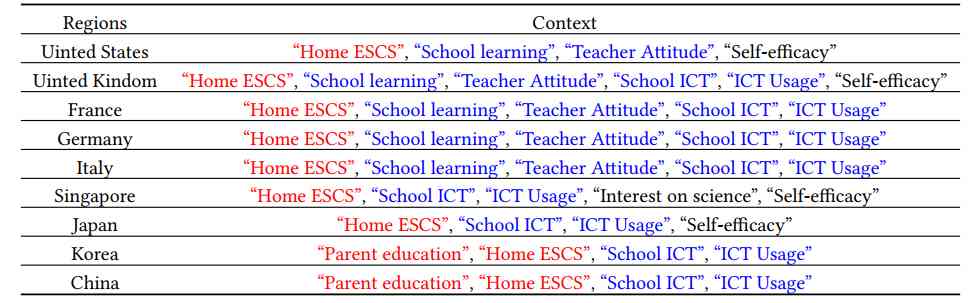 Regions Context
Uinted States “Home ESCS”, “School learning”, “Teacher Attitude”, “Self-efficacy”
Uinted Kindom “Home ESCS”, “School learning”, “Teacher Attitude”, “School ICT”, “ICT Usage”, “Self-efficacy”
France “Home ESCS”, “School learning”, “Teacher Attitude”, “School ICT”, “ICT Usage”
Germany “Home ESCS”, “School learning”, “Teacher Attitude”, “School ICT”, “ICT Usage”
Italy “Home ESCS”, “School learning”, “Teacher Attitude”, “School ICT”, “ICT Usage”
Singapore “Home ESCS”, “School ICT”, “ICT Usage”, “Interest on science”, “Self-efficacy”
Japan “Home ESCS”, “School ICT”, “ICT Usage”, “Self-efficacy”
Korea “Parent education”, “Home ESCS”, “School ICT”, “ICT Usage”
China “Parent education”, “Home ESCS”, “School ICT”, “ICT Usage”